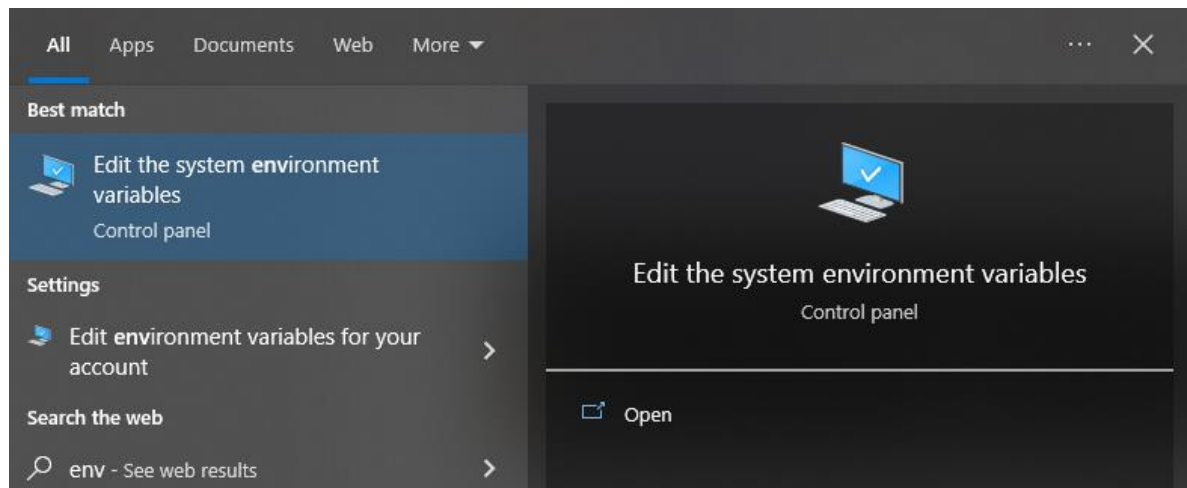 All Apps Documents Web More
Best match
Edit the system environment
variables
Control panel
Settings
Edit environment variables for your
account
Search the web
env - See web results
Edit the system environment variables
Control panel
Open